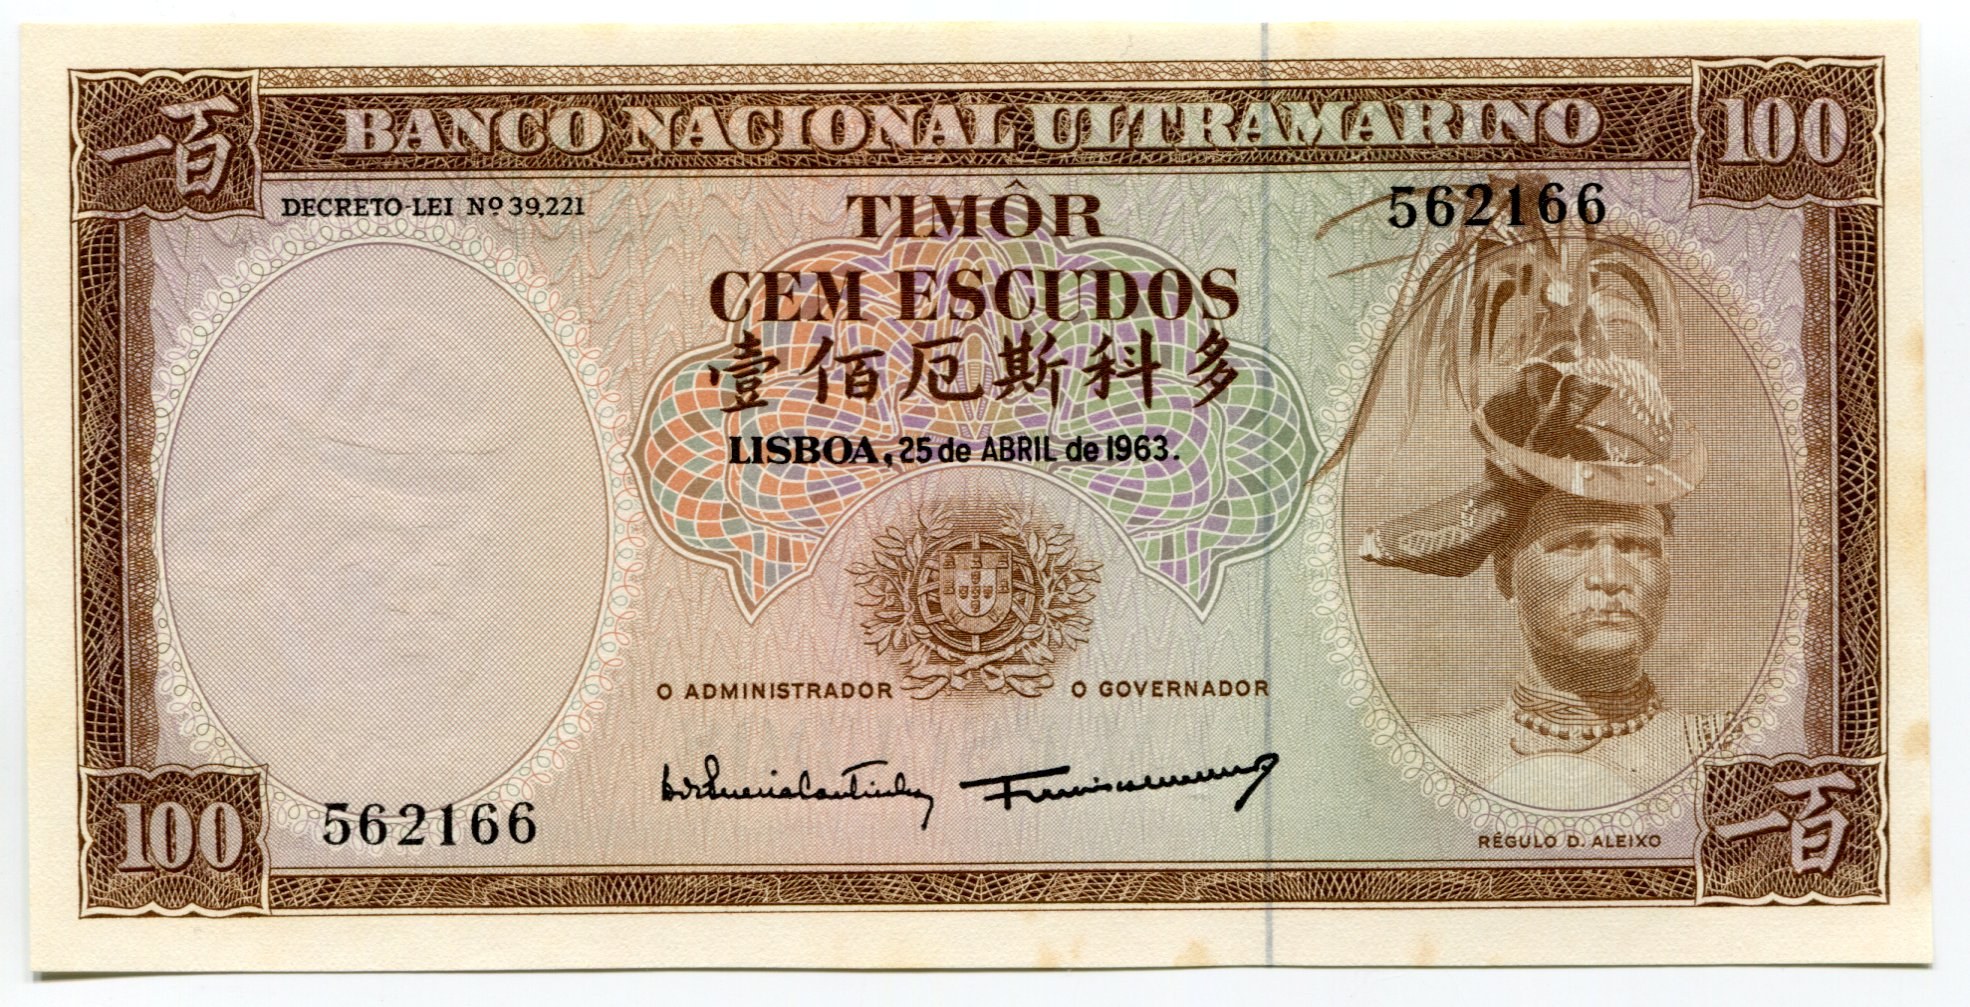 一百
BANCO NACIONAL ULTRAMARINO
100
DECRETO-LEI Nº 39,221
TIMÔR
562166
CEM ESCUDOS
壹佰厄斯科多
LISBOA, 25 de ABRIL de 1963.
O ADMINISTRADOR
O GOVERNADOR
100
562166
RÉGULO D. ALEIXO
一百